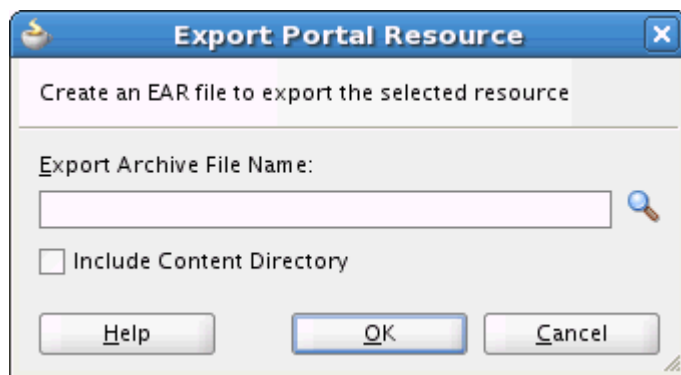 Export Portal Resource
Create an EAR file to export the selected resource
Export Archive File Name:
Include Content Directory
Help OK Cancel